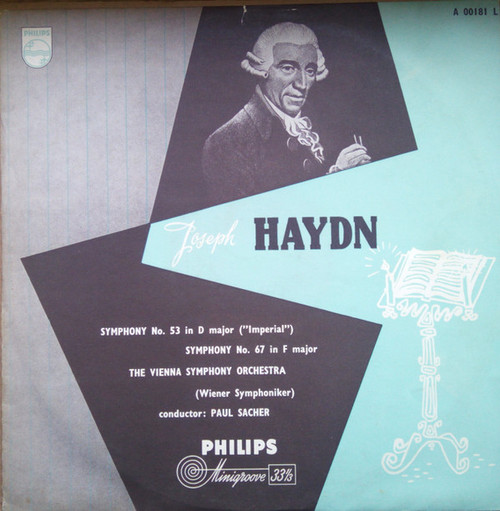 PHILIPS
A 00181 L
Joseph HAYDN
SYMPHONY No. 53 in D major ("Imperial")
SYMPHONY No. 67 in F major
THE VIENNA SYMPHONY ORCHESTRA
(Wiener Symphoniker)
conductor: PAUL SACHER
PHILIPS
Minigroove 33⅓